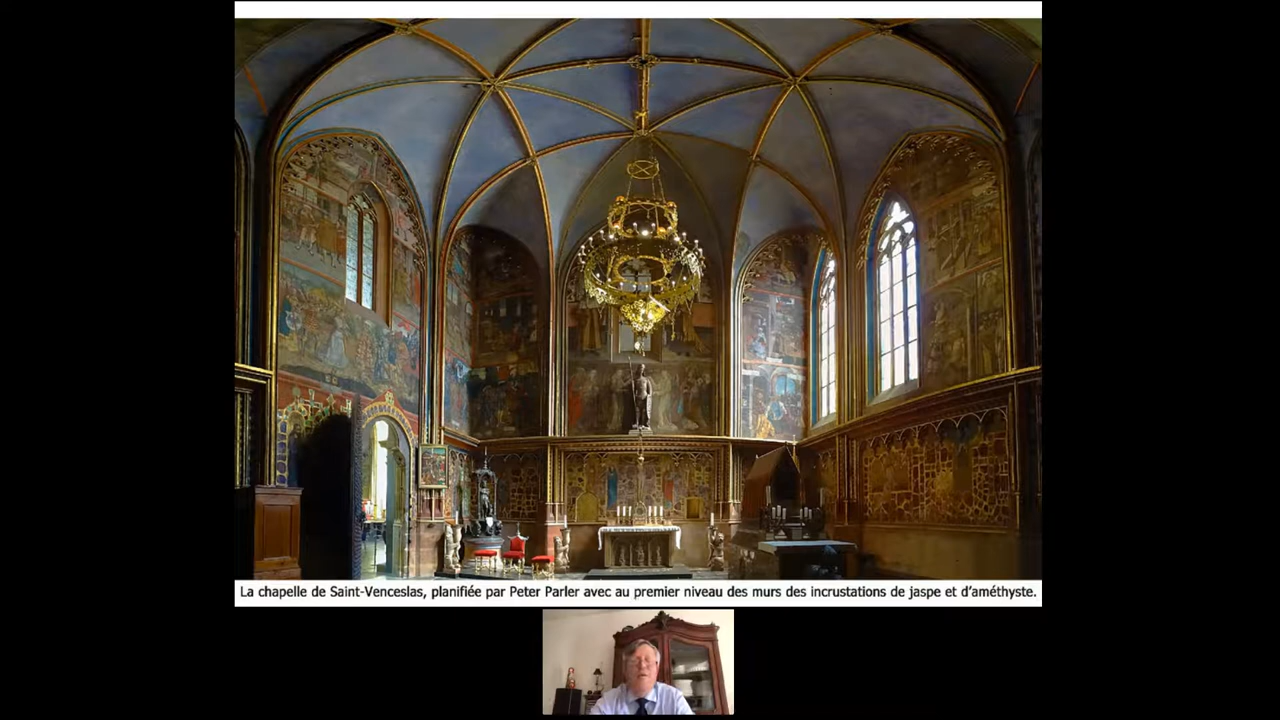 La chapelle de Saint-Venceslas, planifiée par Peter Parler avec au premier niveau des murs des incrustations de jaspe et d'améthyste.